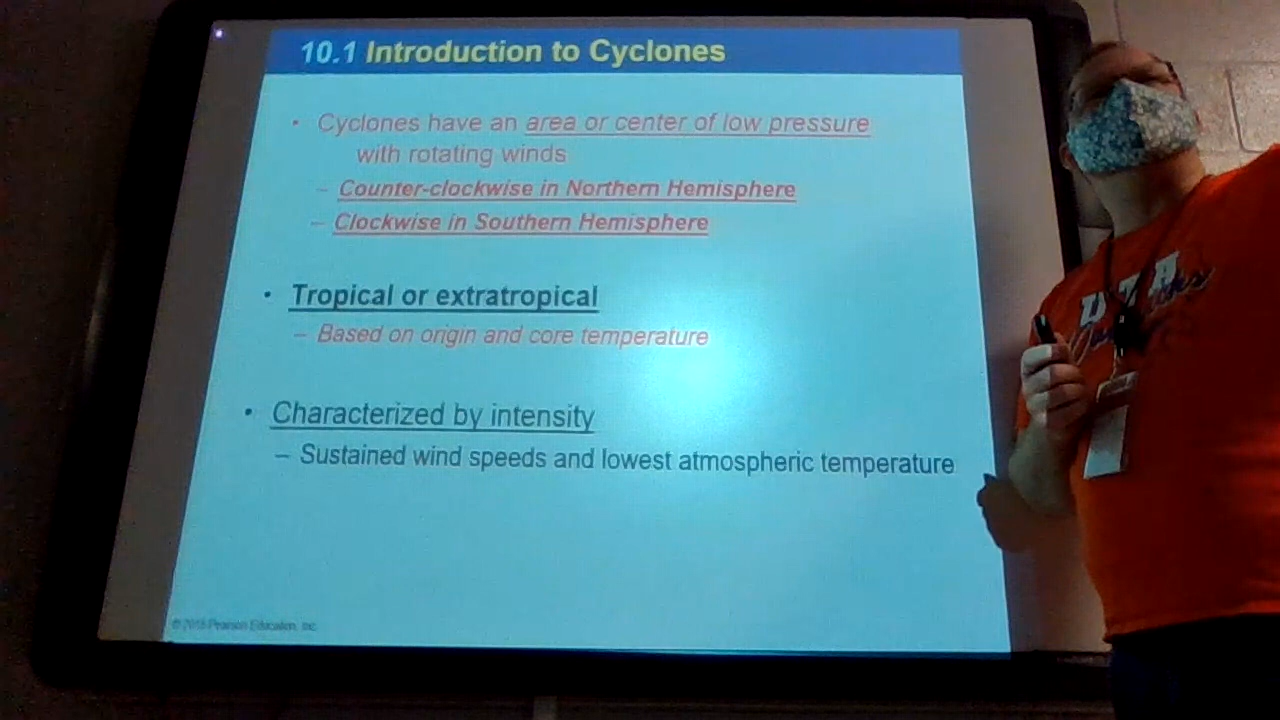 10.1 Introduction to Cyclones
• Cyclones have an area or center of low pressure
with rotating winds
– Counter-clockwise in Northern Hemisphere
– Clockwise in Southern Hemisphere
• Tropical or extratropical
– Based on origin and core temperature
• Characterized by intensity
– Sustained wind speeds and lowest atmospheric temperature
Pearson Education, Inc.